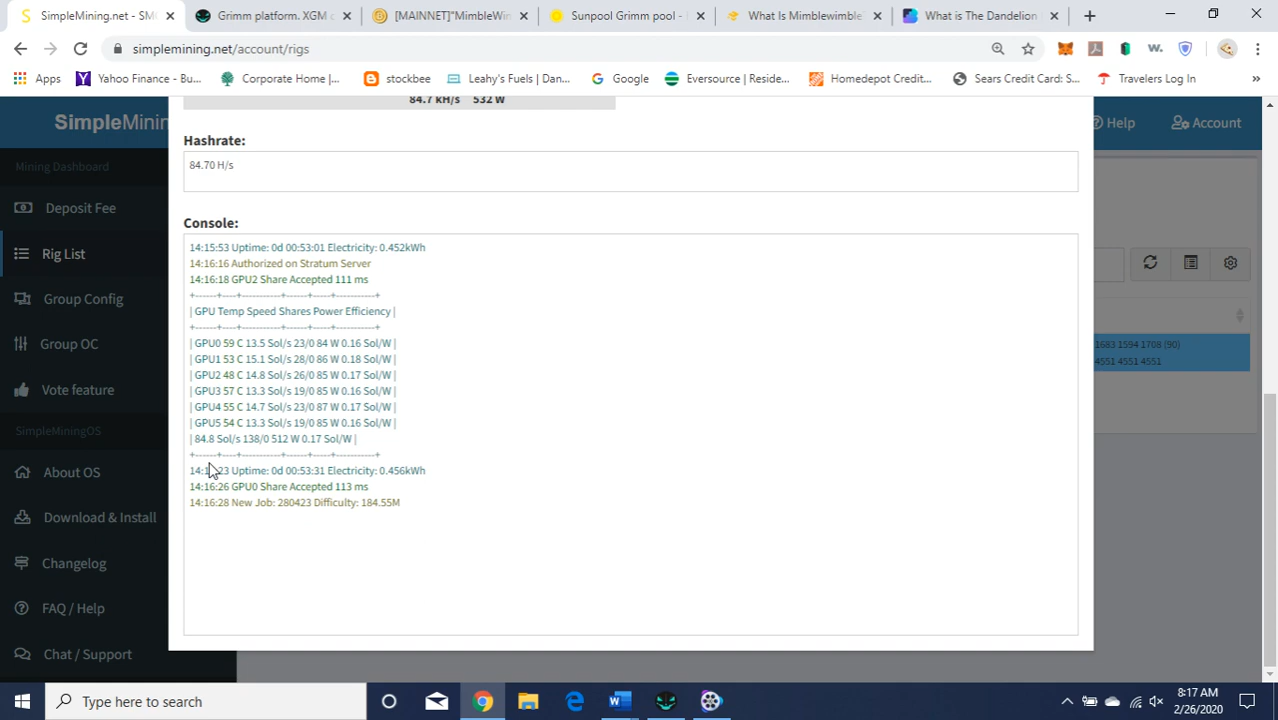 SimpleMining.net - SM
Grimm platform. XGM c
[MAINNET]"MimbleWin
Sunpool Grimm pool -
What Is Mimblewimble
What is The Dandelion
simplemining.net/account/rigs
Apps
Yahoo Finance - Bu...
Corporate Home |...
stockbee
Leahy's Fuels | Dan...
Google
Eversource | Reside...
Homedepot Credit...
Sears Credit Card: S...
Travelers Log In
84.7 kH/s 532 W
SimpleMin
Help
Account
Hashrate:
84.70 H/s
Mining Dashboard
Deposit Fee
Rig List
Group Config
Group OC
Vote feature
SimpleMiningOS
About OS
Download & Install
Changelog
FAQ / Help
Chat / Support
Console:
14:15:53 Uptime: 0d 00:53:01 Electricity: 0.452kWh
14:16:16 Authorized on Stratum Server
14:16:18 GPU2 Share Accepted 111 ms
+------+----+-----------+------+-----+-----------+
| GPU Temp Speed Shares Power Efficiency |
+------+----+-----------+------+-----+-----------+
| GPU0 59 C 13.5 Sol/s 23/0 84 W 0.16 Sol/W |
| GPU1 53 C 15.1 Sol/s 28/0 86 W 0.18 Sol/W |
| GPU2 48 C 14.8 Sol/s 26/0 85 W 0.17 Sol/W |
| GPU3 57 C 13.3 Sol/s 19/0 85 W 0.16 Sol/W |
| GPU4 55 C 14.7 Sol/s 23/0 87 W 0.17 Sol/W |
| GPU5 54 C 13.3 Sol/s 19/0 85 W 0.16 Sol/W |
| 84.8 Sol/s 138/0 512 W 0.17 Sol/W |
+------+----+-----------+------+-----+-----------+
Uptime: 0d 00:53:31 Electricity: 0.456kWh
14:16:26 GPU0 Share Accepted 113 ms
14:16:28 New Job: 280423 Difficulty: 184.55M
1683 1594 1708 (90)
4551 4551 4551
Type here to search
8:17 AM
2/26/2020